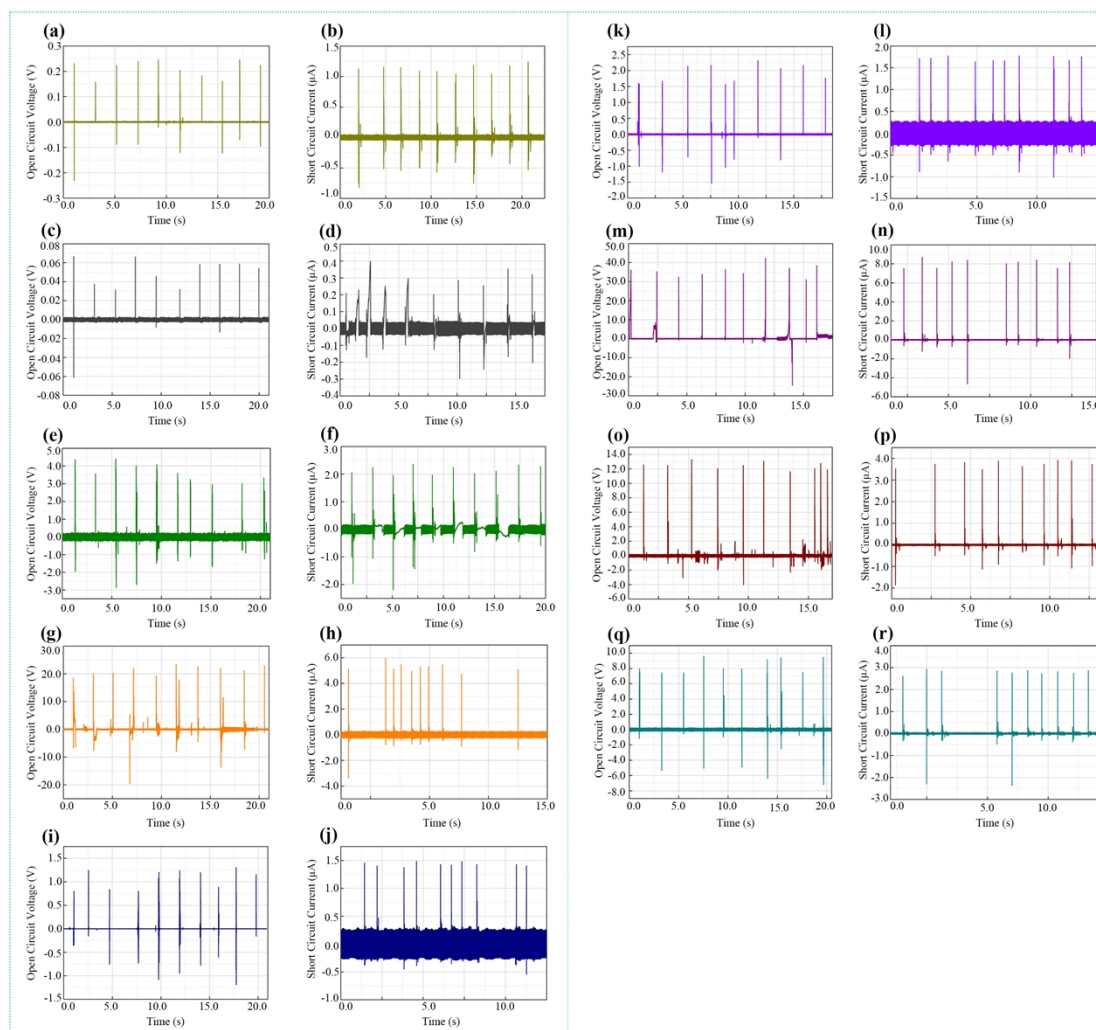 (a)
Open Circuit Voltage (V)
0.3
0.2
0.1
0.0
-0.1
-0.2
-0.3
0.0 5.0 10.0 15.0 20.0
Time (s)
(b)
Short Circuit Current (μA)
1.5
1.0
0.5
0.0
-0.5
-1.0
0.0 5.0 10.0 15.0 20.0
Time (s)
(c)
Open Circuit Voltage (V)
0.08
0.06
0.04
0.02
0.00
-0.02
-0.04
-0.06
-0.08
0.0 5.0 10.0 15.0 20.0
Time (s)
(d)
Short Circuit Current (μA)
0.5
0.4
0.3
0.2
0.1
0.0
-0.1
-0.2
-0.3
-0.4
0.0 5.0 10.0 15.0
Time (s)
(e)
Open Circuit Voltage (V)
5.0
4.0
3.0
2.0
1.0
0.0
-1.0
-2.0
-3.0
0.0 5.0 10.0 15.0 20.0
Time (s)
(f)
Short Circuit Current (μA)
3.0
2.0
1.0
0.0
-1.0
-2.0
0.0 5.0 10.0 15.0 20.0
Time (s)
(g)
Open Circuit Voltage (V)
30.0
20.0
10.0
0.0
-10.0
-20.0
0.0 5.0 10.0 15.0 20.0
Time (s)
(h)
Short Circuit Current (μA)
6.0
4.0
2.0
0.0
-2.0
-4.0
0.0 5.0 10.0 15.0
Time (s)
(i)
Open Circuit Voltage (V)
1.5
1.0
0.5
0.0
-0.5
-1.0
-1.5
0.0 5.0 10.0 15.0 20.0
Time (s)
(j)
Short Circuit Current (μA)
1.5
1.0
0.5
0.0
-0.5
-1.0
0.0 5.0 10.0
Time (s)
(k)
Open Circuit Voltage (V)
2.5
2.0
1.5
1.0
0.5
0.0
-0.5
-1.0
-1.5
-2.0
0.0 5.0 10.0 15.0
Time (s)
(l)
Short Circuit Current (μA)
2.0
1.5
1.0
0.5
0.0
-0.5
-1.0
-1.5
0.0 5.0 10.0
Time (s)
(m)
Open Circuit Voltage (V)
50.0
40.0
30.0
20.0
10.0
0.0
-10.0
-20.0
-30.0
0.0 5.0 10.0 15.0
Time (s)
(n)
Short Circuit Current (μA)
10.0
8.0
6.0
4.0
2.0
0.0
-2.0
-4.0
-6.0
0.0 5.0 10.0 15.0
Time (s)
(o)
Open Circuit Voltage (V)
14.0
12.0
10.0
8.0
6.0
4.0
2.0
0.0
-2.0
-4.0
-6.0
0.0 5.0 10.0 15.0
Time (s)
(p)
Short Circuit Current (μA)
4.0
3.0
2.0
1.0
0.0
-1.0
-2.0
0.0 5.0 10.0
Time (s)
(q)
Open Circuit Voltage (V)
10.0
8.0
6.0
4.0
2.0
0.0
-2.0
-4.0
-6.0
-8.0
0.0 5.0 10.0 15.0 20.0
Time (s)
(r)
Short Circuit Current (μA)
4.0
3.0
2.0
1.0
0.0
-1.0
-2.0
-3.0
0.0 5.0 10.0
Time (s)